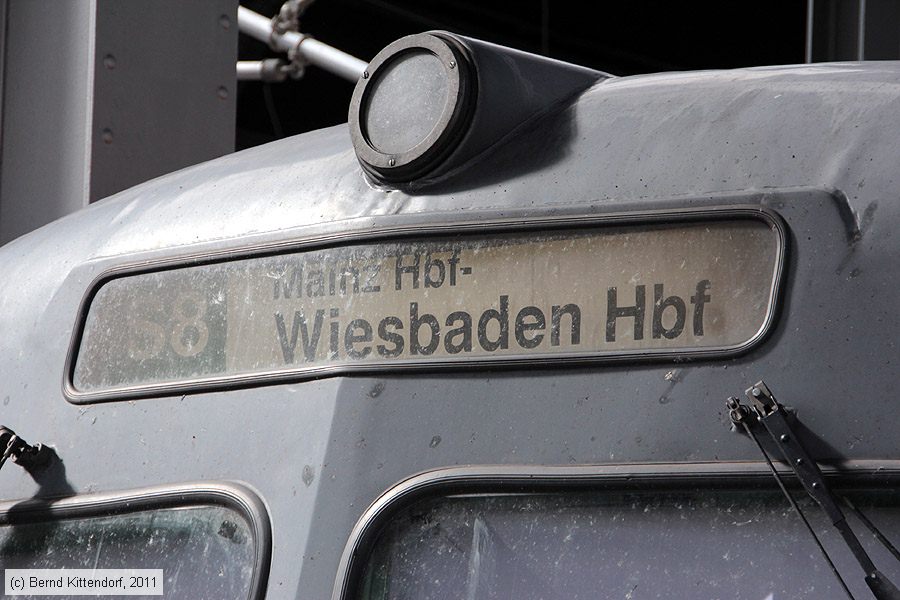 S8
Mainz Hbf-
Wiesbaden Hbf
(c) Bernd Kittendorf, 2011